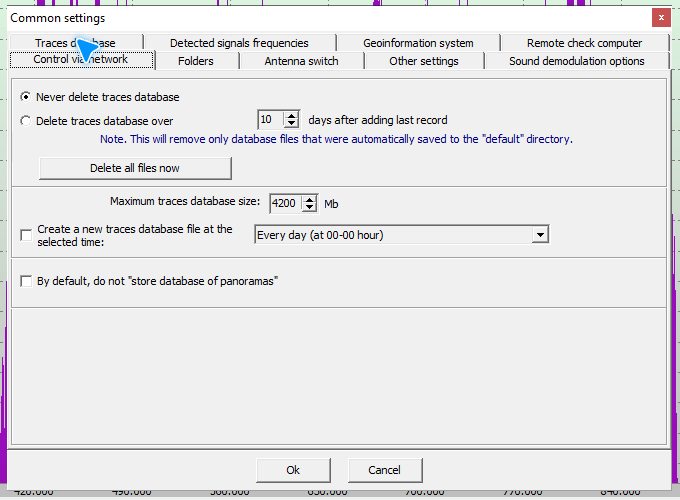 Common settings
Traces database
Detected signals frequencies
Geoinformation system
Remote check computer
Control via network
Folders
Antenna switch
Other settings
Sound demodulation options
Never delete traces database
Delete traces database over 10 days after adding last record
Note. This will remove only database files that were automatically saved to the "default" directory.
Delete all files now
Maximum traces database size: 4200 Mb
Create a new traces database file at the
selected time:
Every day (at 00-00 hour)
By default, do not "store database of panoramas"
Ok
Cancel
420.000 490.000 560.000 630.000 700.000 770.000 840.000